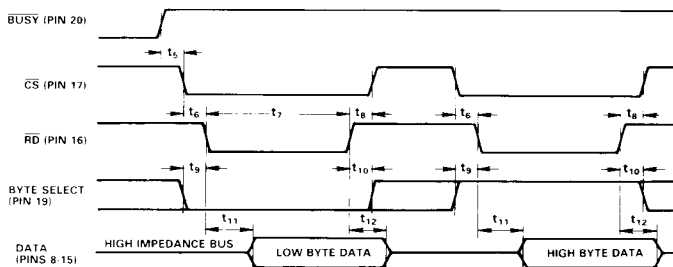 BUSY (PIN 20)
t5
CS (PIN 17)
t6 t7 t8 t6 t8
RD (PIN 16)
t9 t10 t9 t10
BYTE SELECT
(PIN 19)
t11 t12 t11 t12
DATA
(PINS 8-15)
HIGH IMPEDANCE BUS
LOW BYTE DATA
HIGH BYTE DATA